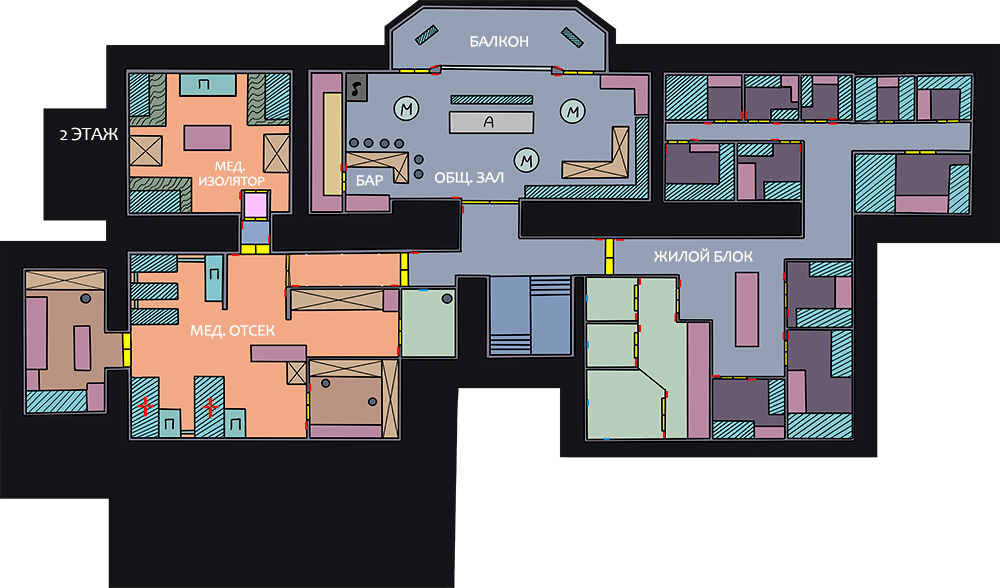 БАЛКОН
П
М
М
А
2 ЭТАЖ
М
МЕД.
ИЗОЛЯТОР
БАР
ОБЩ. ЗАЛ
ЖИЛОЙ БЛОК
П
МЕД. ОТСЕК
П
П